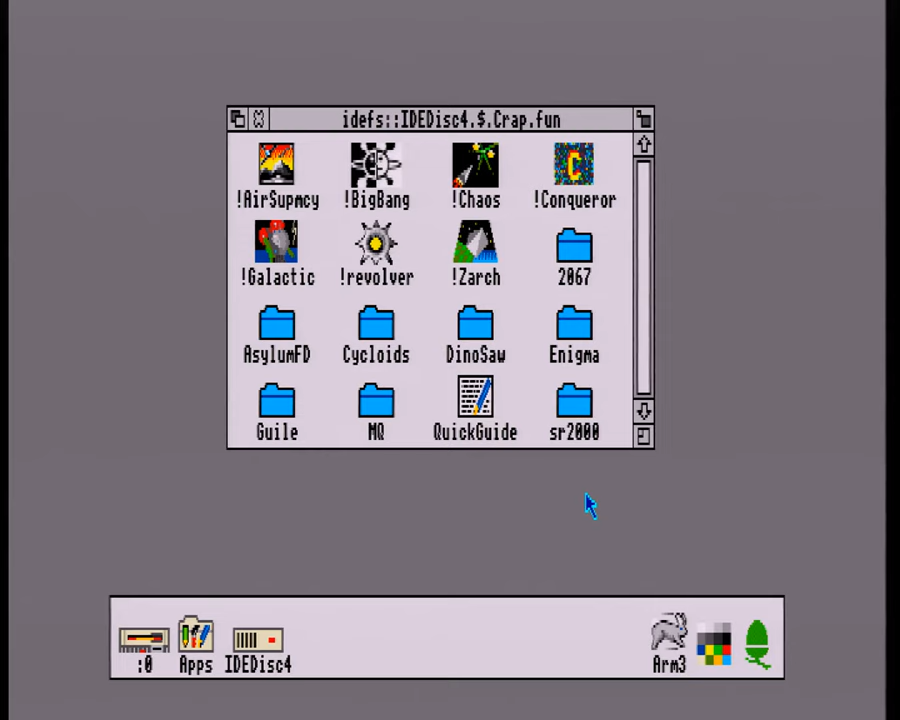 idefs::IDEDisc4.$.Crap.fun
!AirSupmcy !BigBang !Chaos !Conqueror
!Galactic !revolver !Zarch 2067
AsylumFD Cycloids DinoSaw Enigma
Guile MQ QuickGuide sr2000
:0 Apps IDEDisc4 Arm3